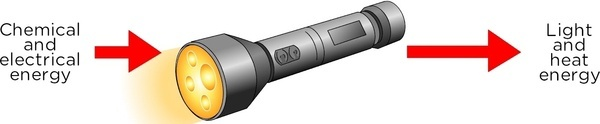 Chemical
and
electrical
energy
Light
and
heat
energy